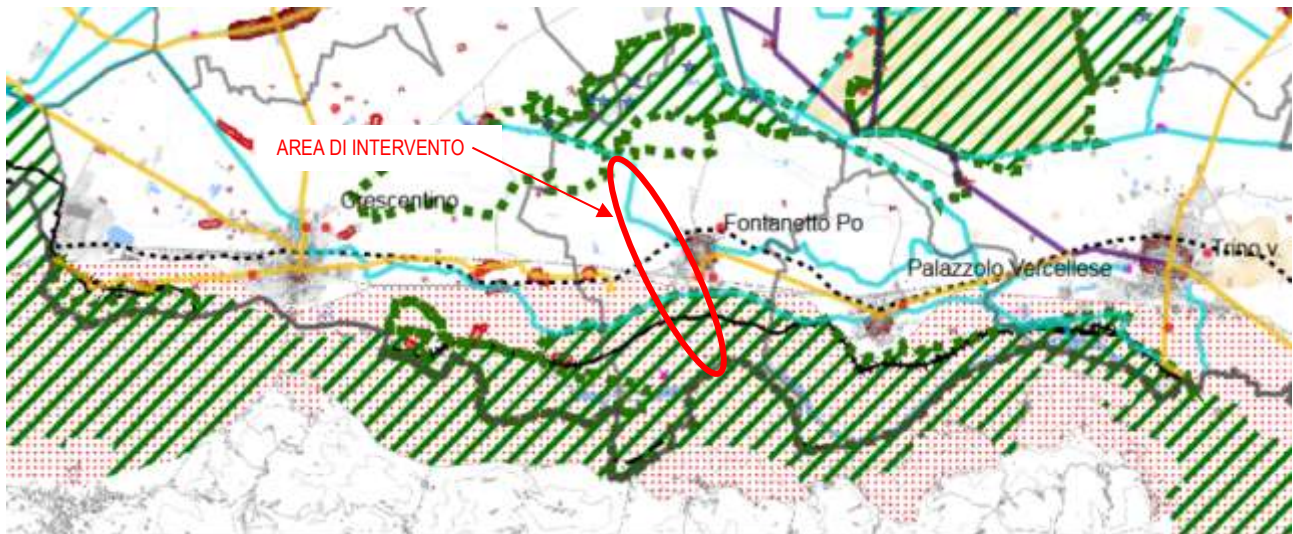 AREA DI INTERVENTO
Crescentino
Fontanetto Po
Trino v.
Palazzolo Vercellese